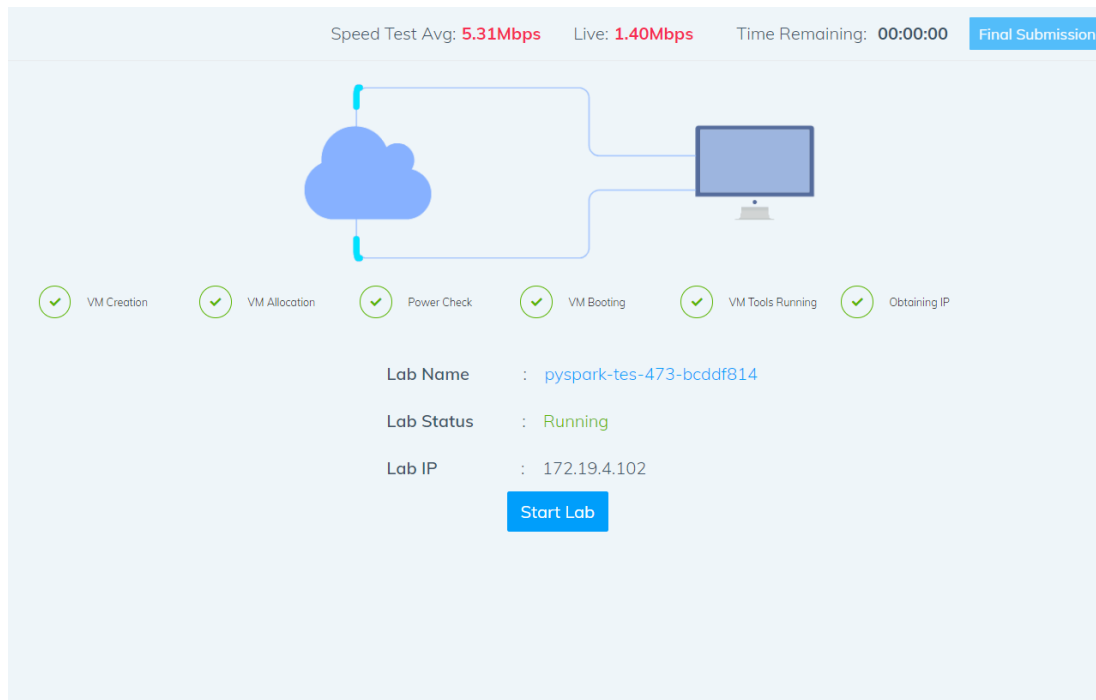 Speed Test Avg: 5.31Mbps Live: 1.40Mbps Time Remaining: 00:00:00 Final Submission
VM Creation VM Allocation Power Check VM Booting VM Tools Running Obtaining IP
Lab Name : pyspark-tes-473-bcddf814
Lab Status : Running
Lab IP : 172.19.4.102
Start Lab